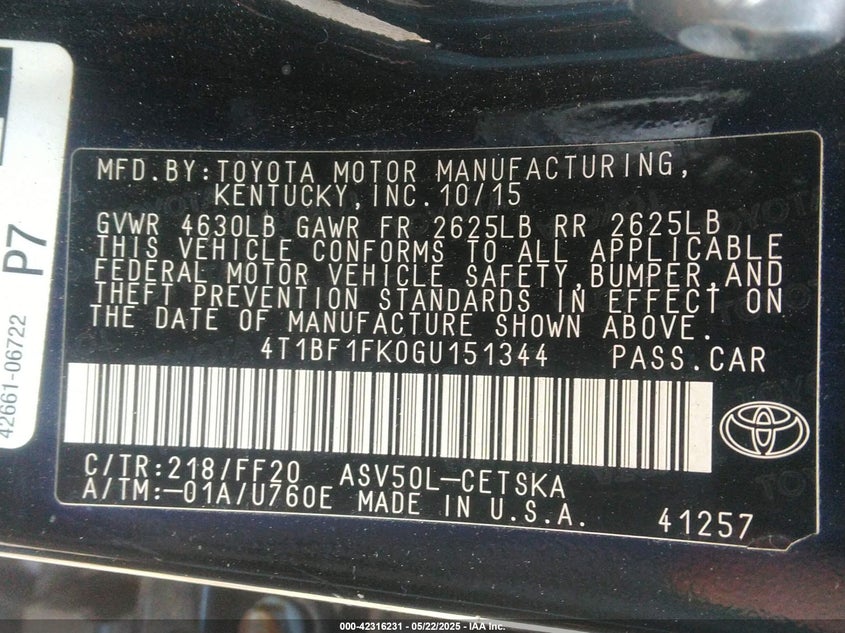 MFD.BY:TOYOTA MOTOR MANUFACTURING,
KENTUCKY,INC.10/15
GVWR 4630LB GAWR FR 2625LB RR 2625LB
THIS VEHICLE CONFORMS TO ALL APPLICABLE
FEDERAL MOTOR VEHICLE SAFETY,BUMPER,AND
THEFT PREVENTION STANDARDS IN EFFECT ON
THE DATE OF MANUFACTURE SHOWN ABOVE.
4T1BF1FK0GU151344 PASS.CAR
C/TR:218/FF20 ASV50L-CETSKA
A/TM:-01A/U760E MADE IN U.S.A. 41257
P7
42661-06722
000-42316231 - 05/22/2025 - IAA Inc.